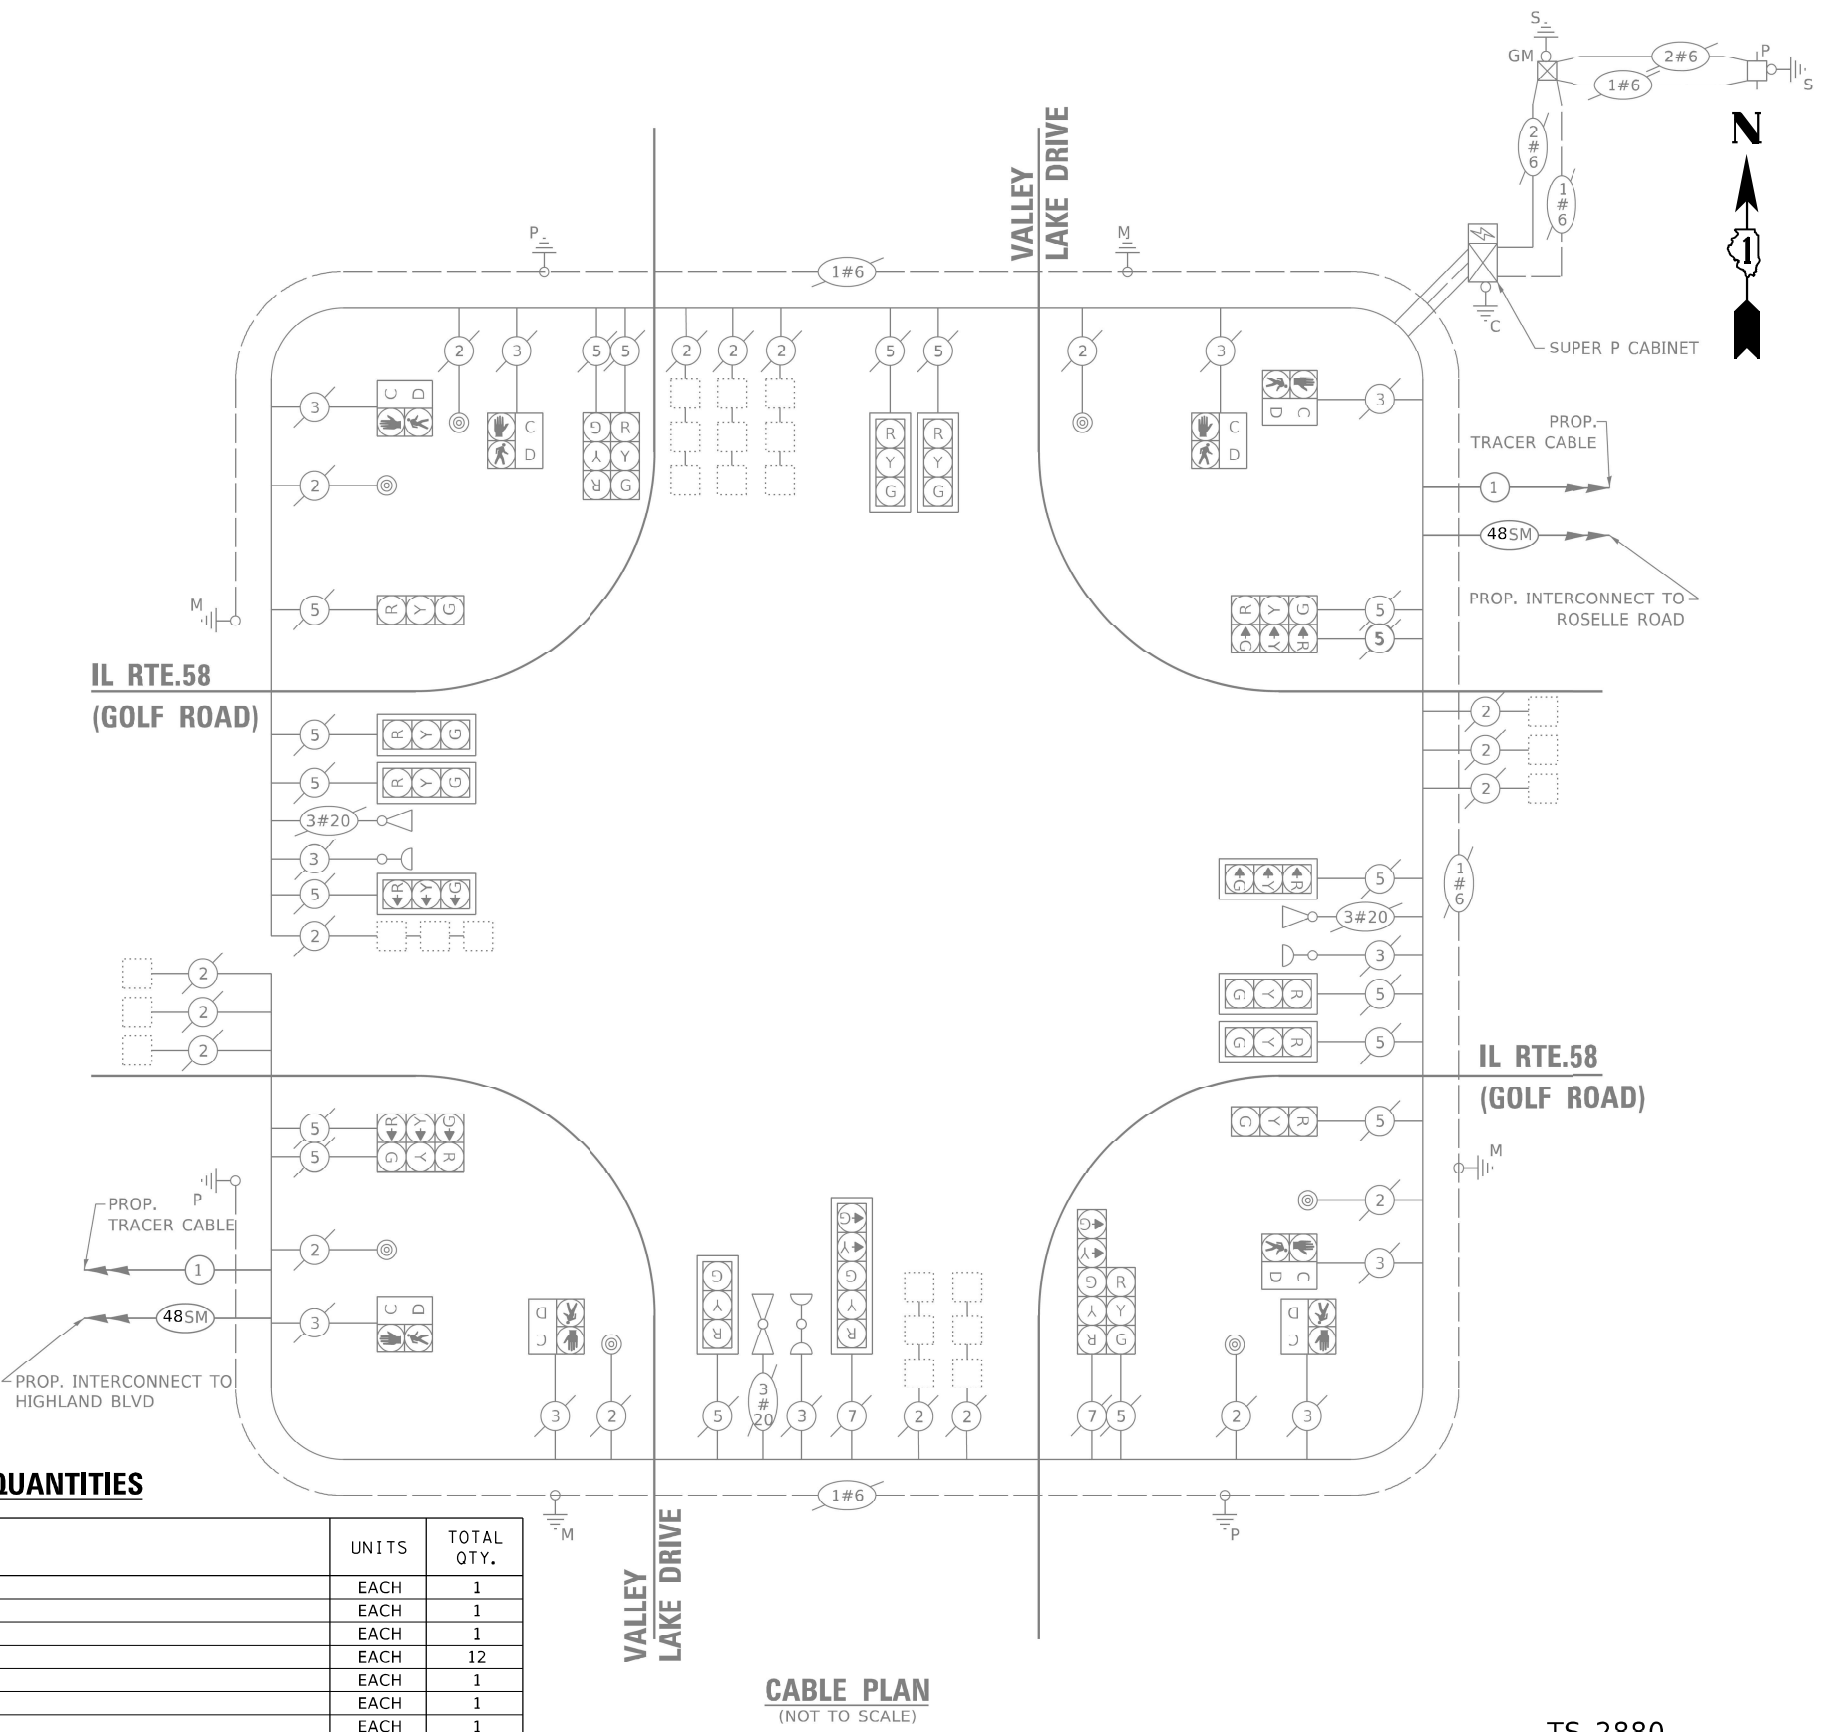 S
GM
2#6
P
1#6
S
N
2
#
6
1
#
6
1
VALLEY
LAKE DRIVE
P
M
1#6
C
SUPER P CABINET
2
3
5
5
2
2
2
5
5
2
3
3
C
D
C
D
G
R
Y
Y
R
G
R
Y
G
R
Y
G
C
D
D
C
3
2
PROP.
TRACER CABLE
1
48SM
PROP. INTERCONNECT TO
ROSELLE ROAD
M
5
R
Y
G
R
Y
G
5
G
Y
R
5
IL RTE.58
(GOLF ROAD)
5
R
Y
G
5
R
Y
G
3#20
3
5
R
Y
G
2
2
2
2
2
2
2
G
Y
R
5
1
#
6
3#20
3
G
Y
R
5
G
Y
R
5
IL RTE.58
(GOLF ROAD)
5
R
Y
G
5
G
Y
R
G
Y
R
5
M
P
2
PROP.
TRACER CABLE
1
2
48SM
3
C
D
PROP. INTERCONNECT TO
HIGHLAND BLVD
D
C
G
Y
R
G
Y
G
Y
R
G
Y
G
R
Y
Y
R
G
D
C
3
D
C
3
2
5
3
#
20
3
7
2
2
7
5
2
3
1#6
M
P
VALLEY
LAKE DRIVE
QUANTITIES
UNITS
TOTAL
QTY.
EACH 1
EACH 1
EACH 1
EACH 12
EACH 1
EACH 1
EACH 1
CABLE PLAN
(NOT TO SCALE)
TS 2880